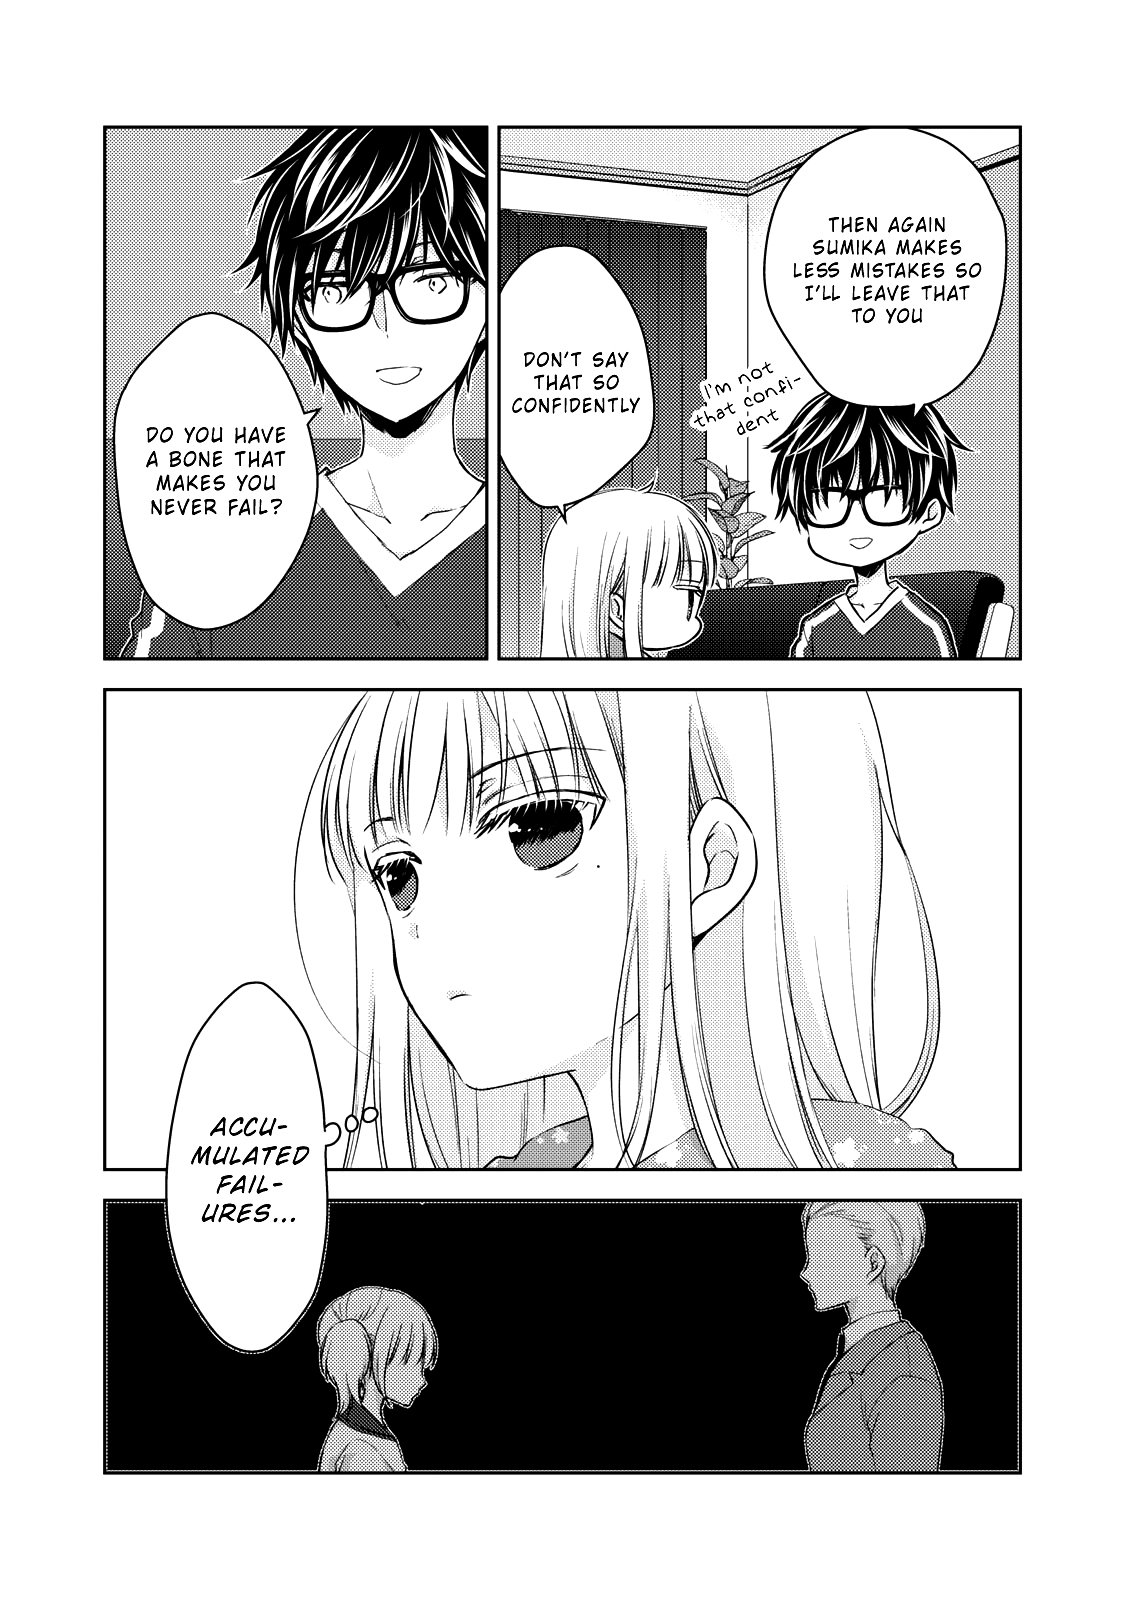 THEN AGAIN
SUMIKA MAKES
LESS MISTAKES SO
I'LL LEAVE THAT
TO YOU
I'm not
that confi-
dent
DON'T SAY
THAT SO
CONFIDENTLY
DO YOU HAVE
A BONE THAT
MAKES YOU
NEVER FAIL?
ACCU-
MULATED
FAIL-
URES...